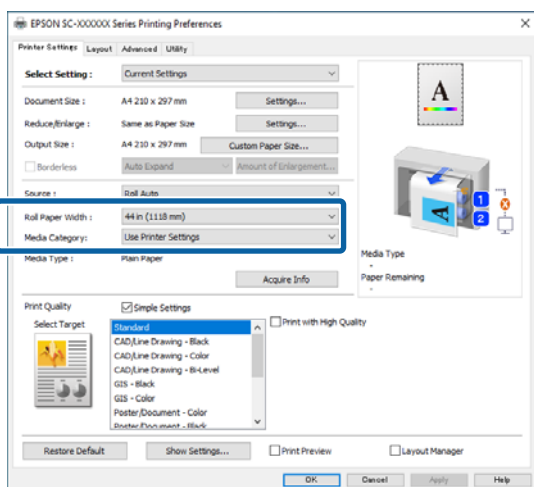 EPSON SC-XXXXXX Series Printing Preferences
Printer Settings Layout Advanced Utility
Select Setting : Current Settings
Document Size : A4 210 x 297 mm Settings...
Reduce/Enlarge : Same as Paper Size Settings...
Output Size : A4 210 x 297 mm Custom Paper Size...
Borderless Auto Expand Amount of Enlargement...
Source : Roll Auto
Roll Paper Width : 44 in (1118 mm)
Media Category: Use Printer Settings
Media Type : Plain Paper
Acquire Info
A
1
2
A
Media Type
-
Paper Remaining
-
Print Quality Simple Settings
Select Target
Standard
CAD/Line Drawing - Black
CAD/Line Drawing - Color
CAD/Line Drawing - Bi-Level
GIS - Black
GIS - Color
Poster/Document - Color
Poster/Document - Black
Print with High Quality
Restore Default Show Settings... Print Preview Layout Manager
OK Cancel Apply Help